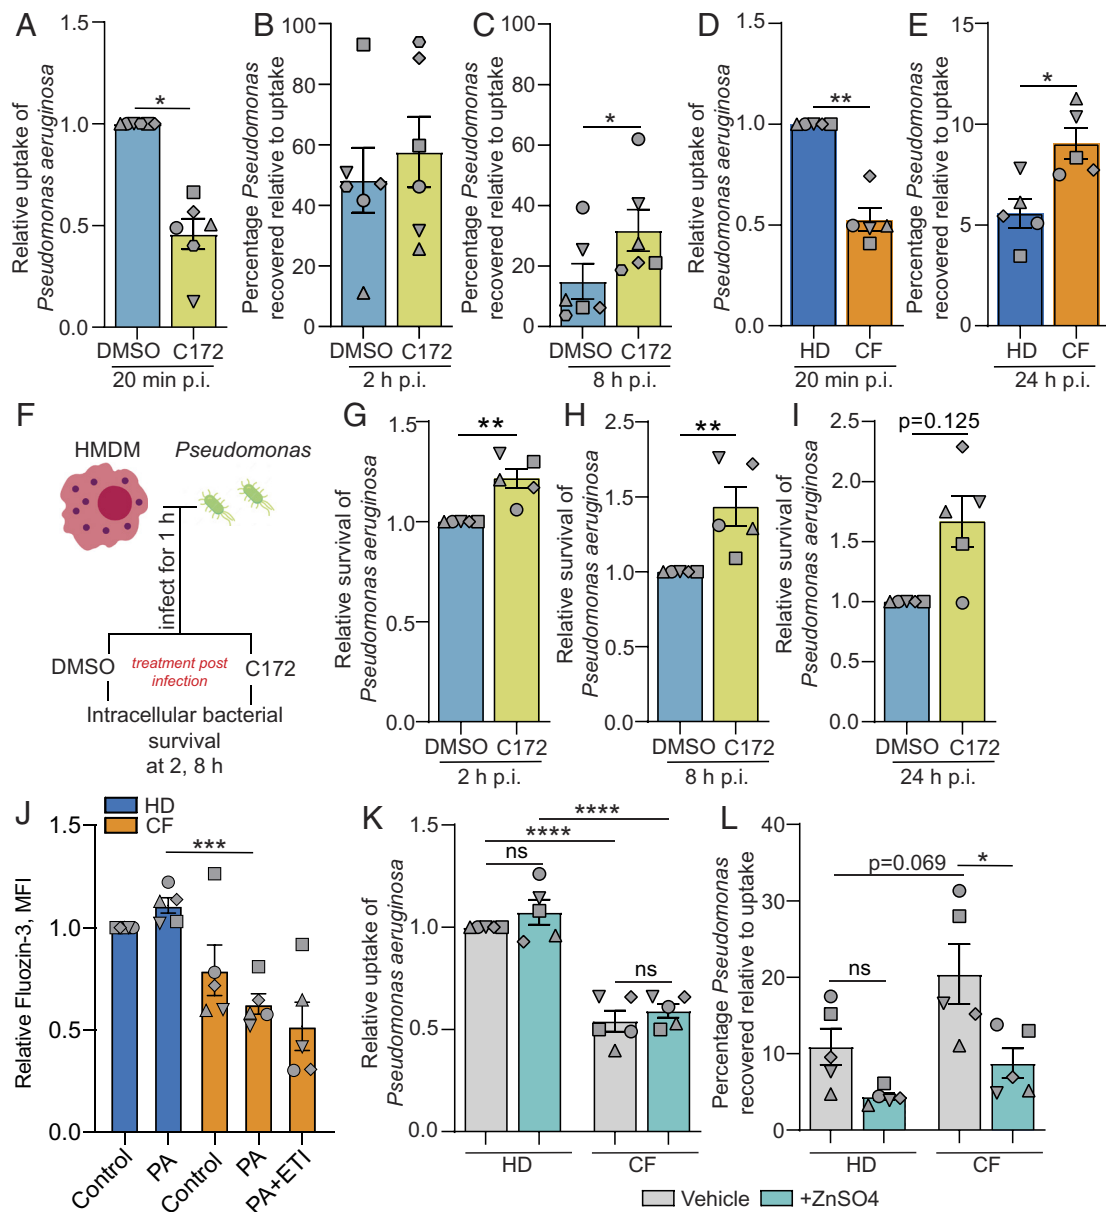 A
Relative uptake of
Pseudomonas aeruginosa
1.5
1.0
0.5
0.0
*
DMSO C172
20 min p.i.
B
Percentage Pseudomonas
recovered relative to uptake
100
80
60
40
20
0
DMSO C172
2 h p.i.
C
Percentage Pseudomonas
recovered relative to uptake
100
80
60
40
20
0
*
DMSO C172
8 h p.i.
D
Relative uptake of
Pseudomonas aeruginosa
1.5
1.0
0.5
0.0
**
HD CF
20 min p.i.
E
Percentage Pseudomonas
recovered relative to uptake
15
10
5
0
*
HD CF
24 h p.i.
F
HMDM Pseudomonas
infect for 1 hr
DMSO treatment post C172
infection
Intracellular bacterial
survival
at 2, 8 h
G
Relative survival of
Pseudomonas aeruginosa
1.5
1.0
0.5
0.0
**
DMSO C172
2 h p.i.
H
Relative survival of
Pseudomonas aeruginosa
2.5
2.0
1.5
1.0
0.5
0.0
**
DMSO C172
8 h p.i.
I
Relative survival of
Pseudomonas aeruginosa
2.5
2.0
1.5
1.0
0.5
0.0
p=0.125
DMSO C172
24 h p.i.
J
HD
CF
Relative Fluozin-3, MFI
1.5
1.0
0.5
0.0
***
Control PA Control PA PA+ETI
K
Relative uptake of
Pseudomonas aeruginosa
1.5
1.0
0.5
0.0
****
****
ns
ns
HD CF
L
Percentage Pseudomonas
recovered relative to uptake
40
30
20
10
0
p=0.069 *
ns
HD CF
Vehicle +ZnSO4